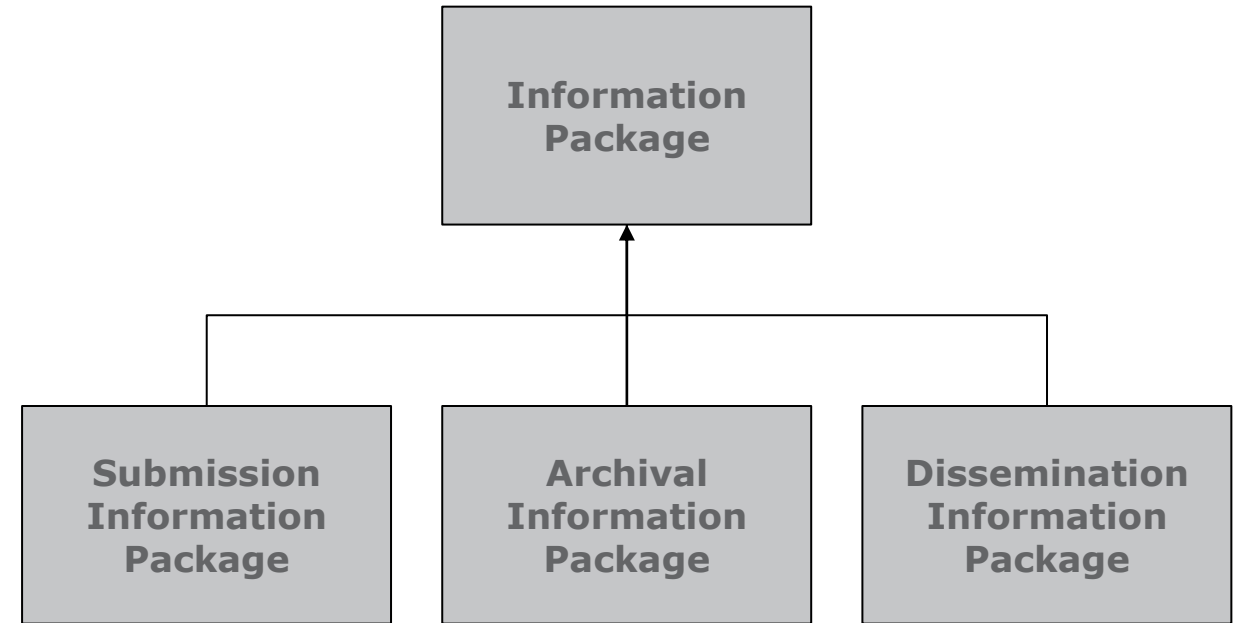 Information
Package
Submission
Information
Package
Archival
Information
Package
Dissemination
Information
Package